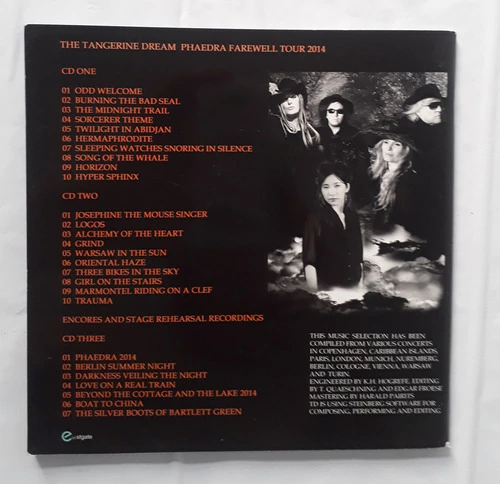 THE TANGERINE DREAM PHAEDRA FAREWELL TOUR 2014
CD ONE
01 ODD WELCOME
02 BURNING THE BAD SEAL
03 THE MIDNIGHT TRAIL
04 SORCERER THEME
05 TWILIGHT IN ABIDJAN
06 HERMAPHRODITE
07 SLEEPING WATCHES SNORING IN SILENCE
08 SONG OF THE WHALE
09 HORIZON
10 HYPER SPHINX
CD TWO
01 JOSEPHINE THE MOUSE SINGER
02 LOGOS
03 ALCHEMY OF THE HEART
04 GRIND
05 WARSAW IN THE SUN
06 ORIENTAL HAZE
07 THREE BIKES IN THE SKY
08 GIRL ON THE STAIRS
09 MARMONTEL RIDING ON A CLEF
10 TRAUMA
ENCORES AND STAGE REHEARSAL RECORDINGS
CD THREE
01 PHAEDRA 2014
02 BERLIN SUMMER NIGHT
03 DARKNESS VEILING THE NIGHT
04 LOVE ON A REAL TRAIN
05 BEYOND THE COTTAGE AND THE LAKE 2014
06 BOAT TO CHINA
07 THE SILVER BOOTS OF BARTLETT GREEN
eastgate
THIS MUSIC SELECTION HAS BEEN
COMPILED FROM VARIOUS CONCERTS
IN COPENHAGEN, CARIBBEAN ISLANDS,
PARIS, LONDON, MUNICH, NUREMBERG,
BERLIN, COLOGNE, VIENNA, WARSAW
AND TURIN.
ENGINEERED BY K.H. HOGREFE. EDITING
BY T. QUAESCHNING AND EDGAR FROESE
MASTERING BY HARALD PAIRITS
TD IS USING STEINBERG SOFTWARE FOR
COMPOSING, PERFORMING AND EDITING